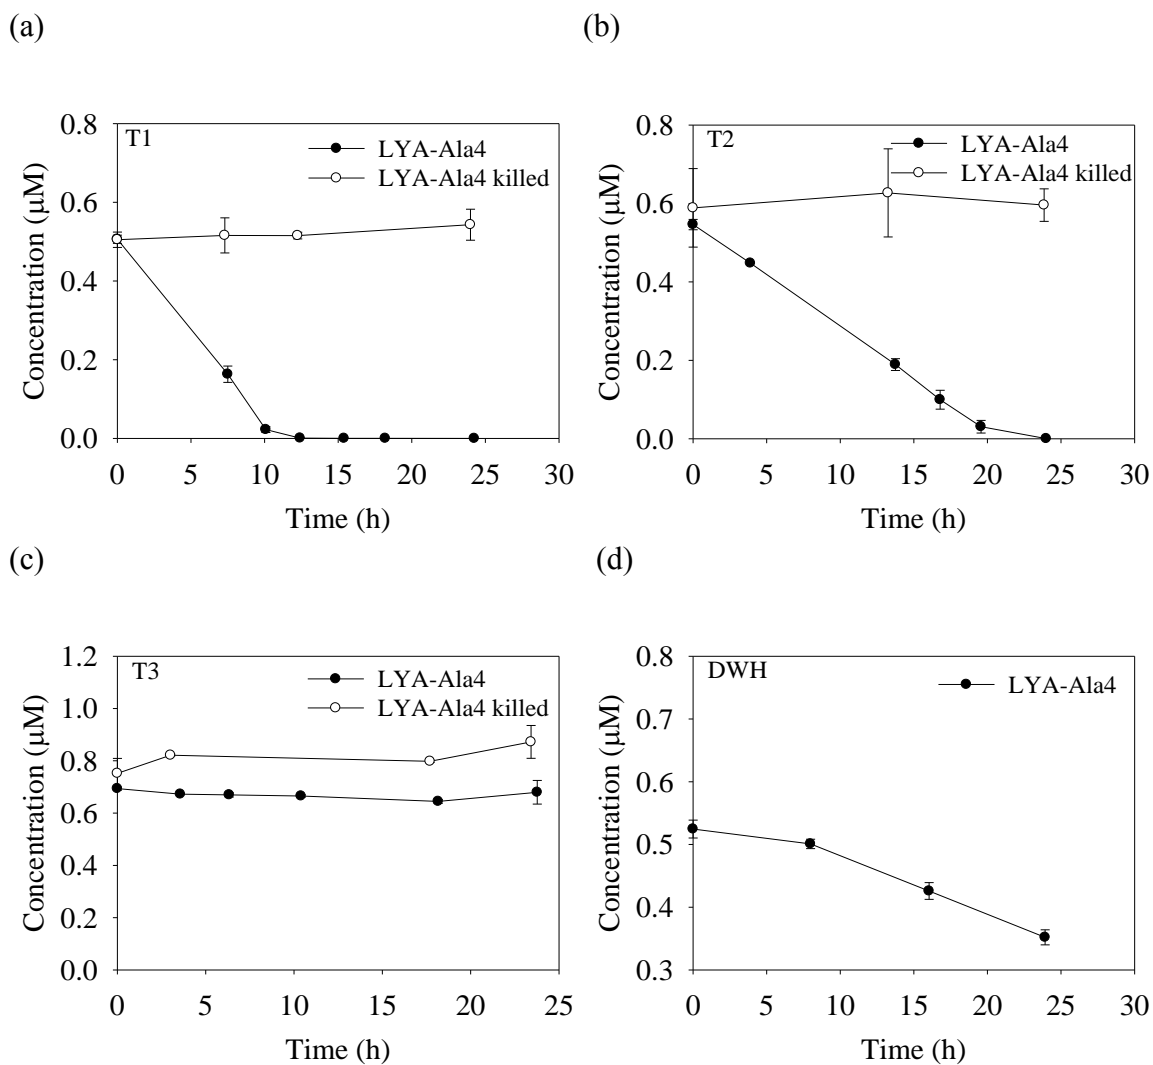 (a)
T1
LYA-Ala4
LYA-Ala4 killed
Concentration (µM)
0.8
0.6
0.4
0.2
0.0
0 5 10 15 20 25 30
Time (h)
(b)
T2
LYA-Ala4
LYA-Ala4 killed
Concentration (µM)
0.8
0.6
0.4
0.2
0.0
0 5 10 15 20 25 30
Time (h)
(c)
T3
LYA-Ala4
LYA-Ala4 killed
Concentration (µM)
1.2
1.0
0.8
0.6
0.4
0.2
0.0
0 5 10 15 20 25
Time (h)
(d)
DWH
LYA-Ala4
Concentration (µM)
0.8
0.7
0.6
0.5
0.4
0.3
0 5 10 15 20 25 30
Time (h)